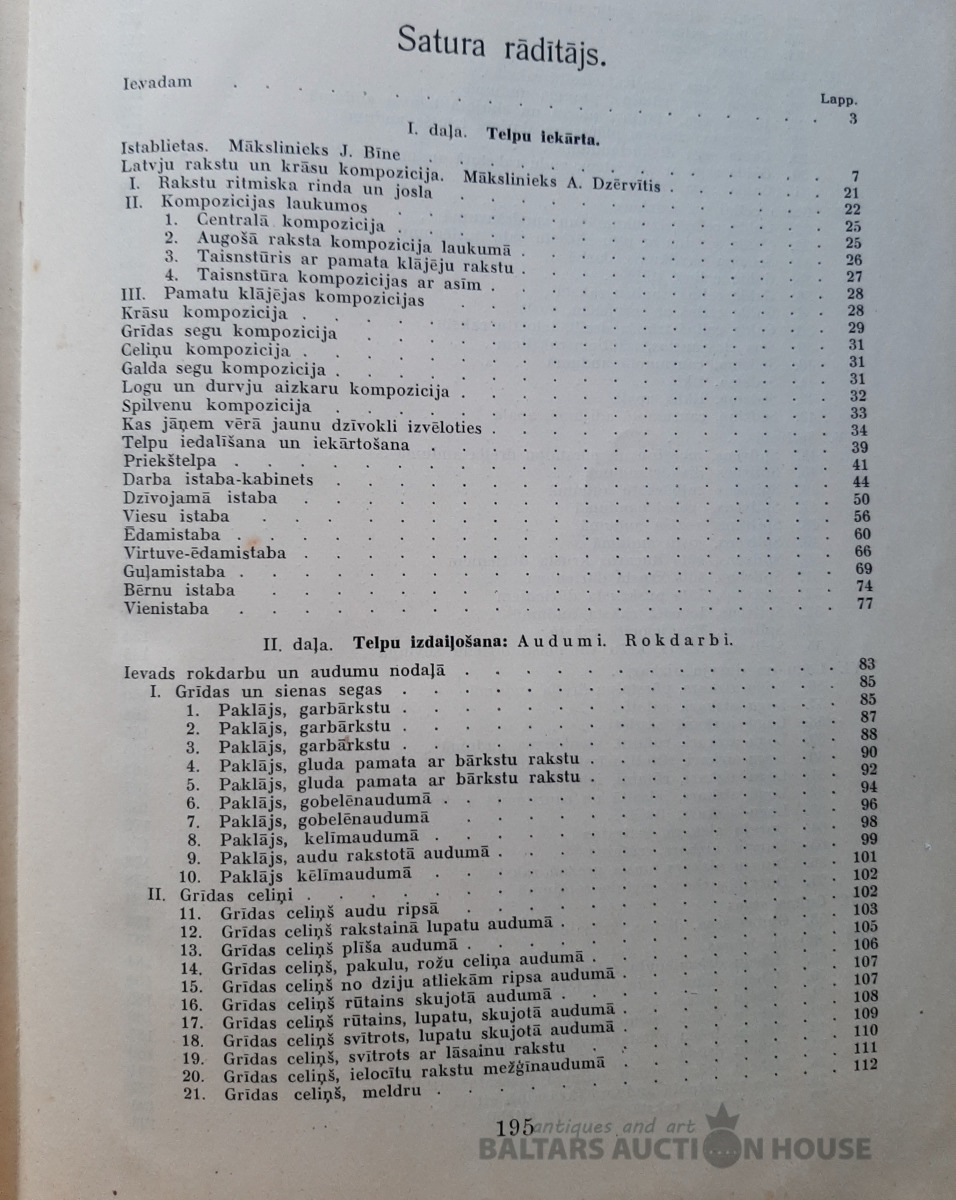 Satura rādītājs.
Lapp.
Ievadam . . . . . . . . . . 3
I. daļa. Telpu iekārta.
Istablietas. Mākslinieks J. Bīne . . . . . . . . 7
Latvju rakstu un krāsu kompozicija. Mākslinieks A. Dzērvītis . . . . 21
I. Rakstu ritmiska rinda un josla . . . . . . . 22
II. Kompozicijas laukumos . . . . . . . . 25
1. Centralā kompozicija . . . . . . . . 25
2. Augošā raksta kompozicija laukumā . . . . . . 26
3. Taisnstūris ar pamata klājēju rakstu . . . . . . 27
4. Taisnstūra kompozicijas ar asīm . . . . . . 28
III. Pamatu klājējas kompozicijas . . . . . . . 28
Krāsu kompozicija . . . . . . . . . 29
Grīdas segu kompozicija . . . . . . . . 31
Celiņu kompozicija . . . . . . . . . 31
Galda segu kompozicija . . . . . . . . 31
Logu un durvju aizkaru kompozicija . . . . . . . 32
Spilvenu kompozicija . . . . . . . . . 33
Kas jāņem vērā jaunu dzīvokli izvēloties . . . . . . 34
Telpu iedalīšana un iekārtošana . . . . . . . 39
Priekštelpa . . . . . . . . . . 41
Darba istaba-kabinets . . . . . . . . . 44
Dzīvojamā istaba . . . . . . . . . 50
Viesu istaba . . . . . . . . . . 56
Ēdamistaba . . . . . . . . . . 60
Virtuve-ēdamistaba . . . . . . . . . 66
Guļamistaba . . . . . . . . . . 69
Bērnu istaba . . . . . . . . . . 74
Vienistaba . . . . . . . . . . 77
II. daļa. Telpu izdaiļošana: Audumi. Rokdarbi.
Ievads rokdarbu un audumu nodaļā . . . . . . . 83
I. Grīdas un sienas segas . . . . . . . . 85
1. Paklājs, garbārkstu . . . . . . . . 85
2. Paklājs, garbārkstu . . . . . . . . 87
3. Paklājs, garbārkstu . . . . . . . . 88
4. Paklājs, gluda pamata ar bārkstu rakstu . . . . . 90
5. Paklājs, gluda pamata ar bārkstu rakstu . . . . . 92
6. Paklājs, gobelēnaudumā . . . . . . . 94
7. Paklājs, gobelēnaudumā . . . . . . . 96
8. Paklājs, kelīmaudumā . . . . . . . 98
9. Paklājs, audu rakstotā audumā . . . . . . 99
10. Paklājs kēlīmaudumā . . . . . . . 101
II. Grīdas celiņi . . . . . . . . . 102
11. Grīdas celiņš audu ripsā . . . . . . . 102
12. Grīdas celiņš rakstainā lupatu audumā . . . . . 103
13. Grīdas celiņš plīša audumā . . . . . . . 105
14. Grīdas celiņš, pakulu, rožu celiņa audumā . . . . 106
15. Grīdas celiņš no dziju atliekām ripsa audumā . . . . 107
16. Grīdas celiņš rūtains skujotā audumā . . . . . 107
17. Grīdas celiņš rūtains, lupatu, skujotā audumā . . . . 108
18. Grīdas celiņš svītrots, lupatu skujotā audumā . . . . 109
19. Grīdas celiņš, svītrots ar lāsainu rakstu . . . . . 110
20. Grīdas celiņš, ielocītu rakstu mežģīnaudumā . . . . 111
21. Grīdas celiņš, meldru . . . . . . . 112
195
antiques and art
BALTARS AUCTION HOUSE